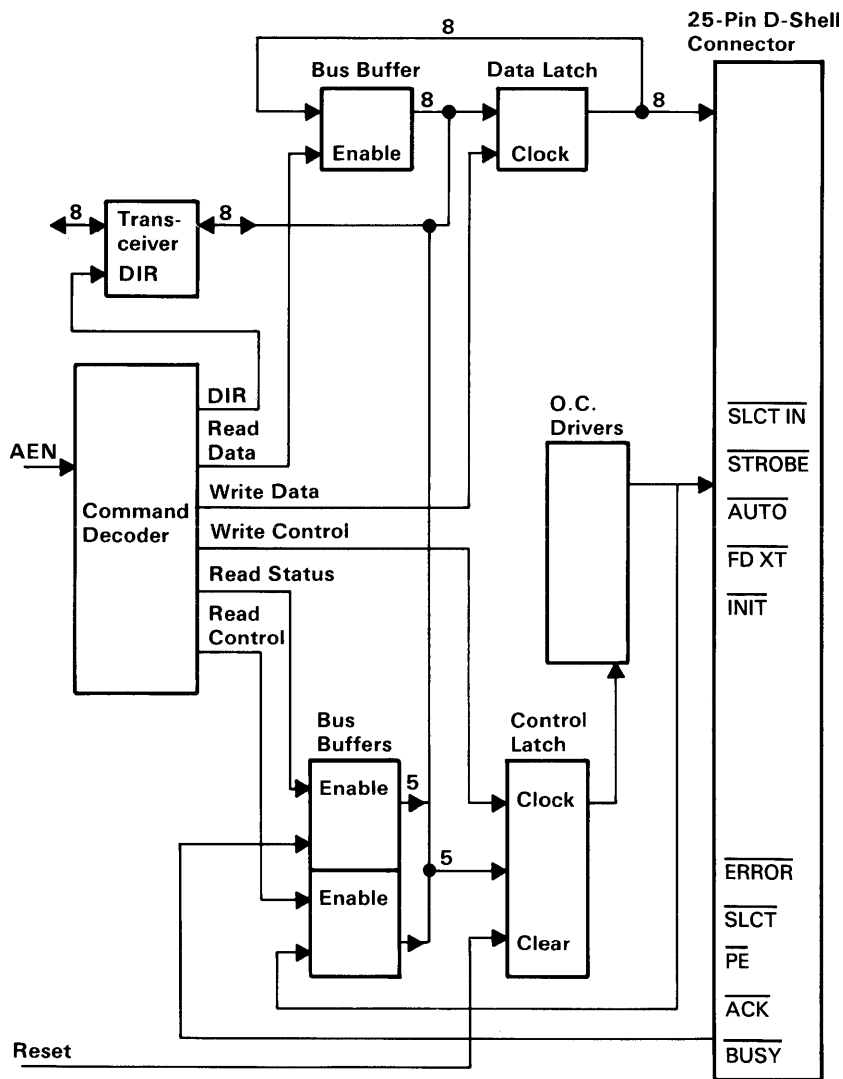 25-Pin D-Shell
Connector
8
Bus Buffer
Data Latch
8
8
Enable
Clock
8
Trans-
ceiver
8
DIR
DIR
Read
Data
AEN
Write Data
Command
Decoder
Write Control
Read Status
Read
Control
O.C.
Drivers
SLCT IN
STROBE
AUTO
FD XT
INIT
Bus
Buffers
Control
Latch
Enable
5
Clock
5
Enable
Clear
ERROR
SLCT
PE
ACK
BUSY
Reset